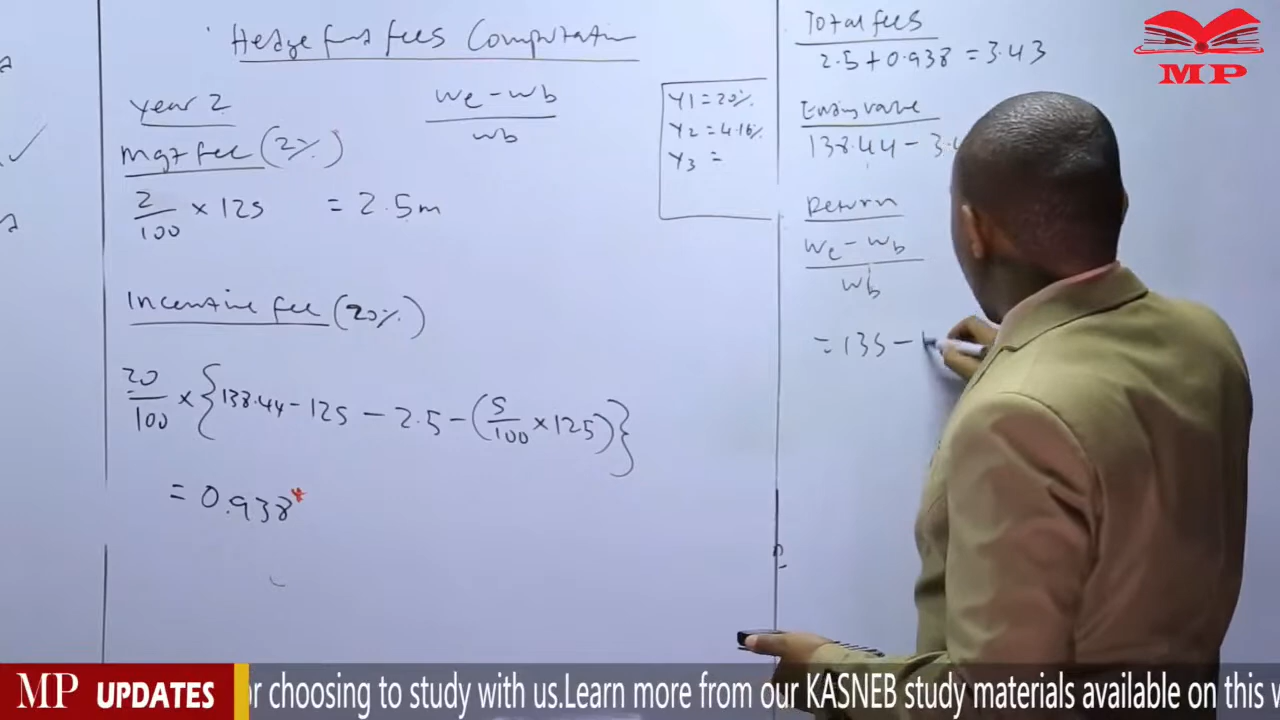 Hedge fund fees Computation
Year 2
Mgt fee (2%)
We - Wb
Wb
2/100 × 125 = 2.5m
Incentive fee (20%)
20/100 × {138.44 - 125 - 2.5 - (5/100 × 125)}
= 0.938*
Y1 = 20%
Y2 = 4.16%
Y3 =
Total fees
2.5 + 0.938 = 3.43
Ending value
138.44 - 3.4
Return
We - Wb
Wb
= 135 -
MP
MP UPDATES
or choosing to study with us.Learn more from our KASNEB study materials available on this w